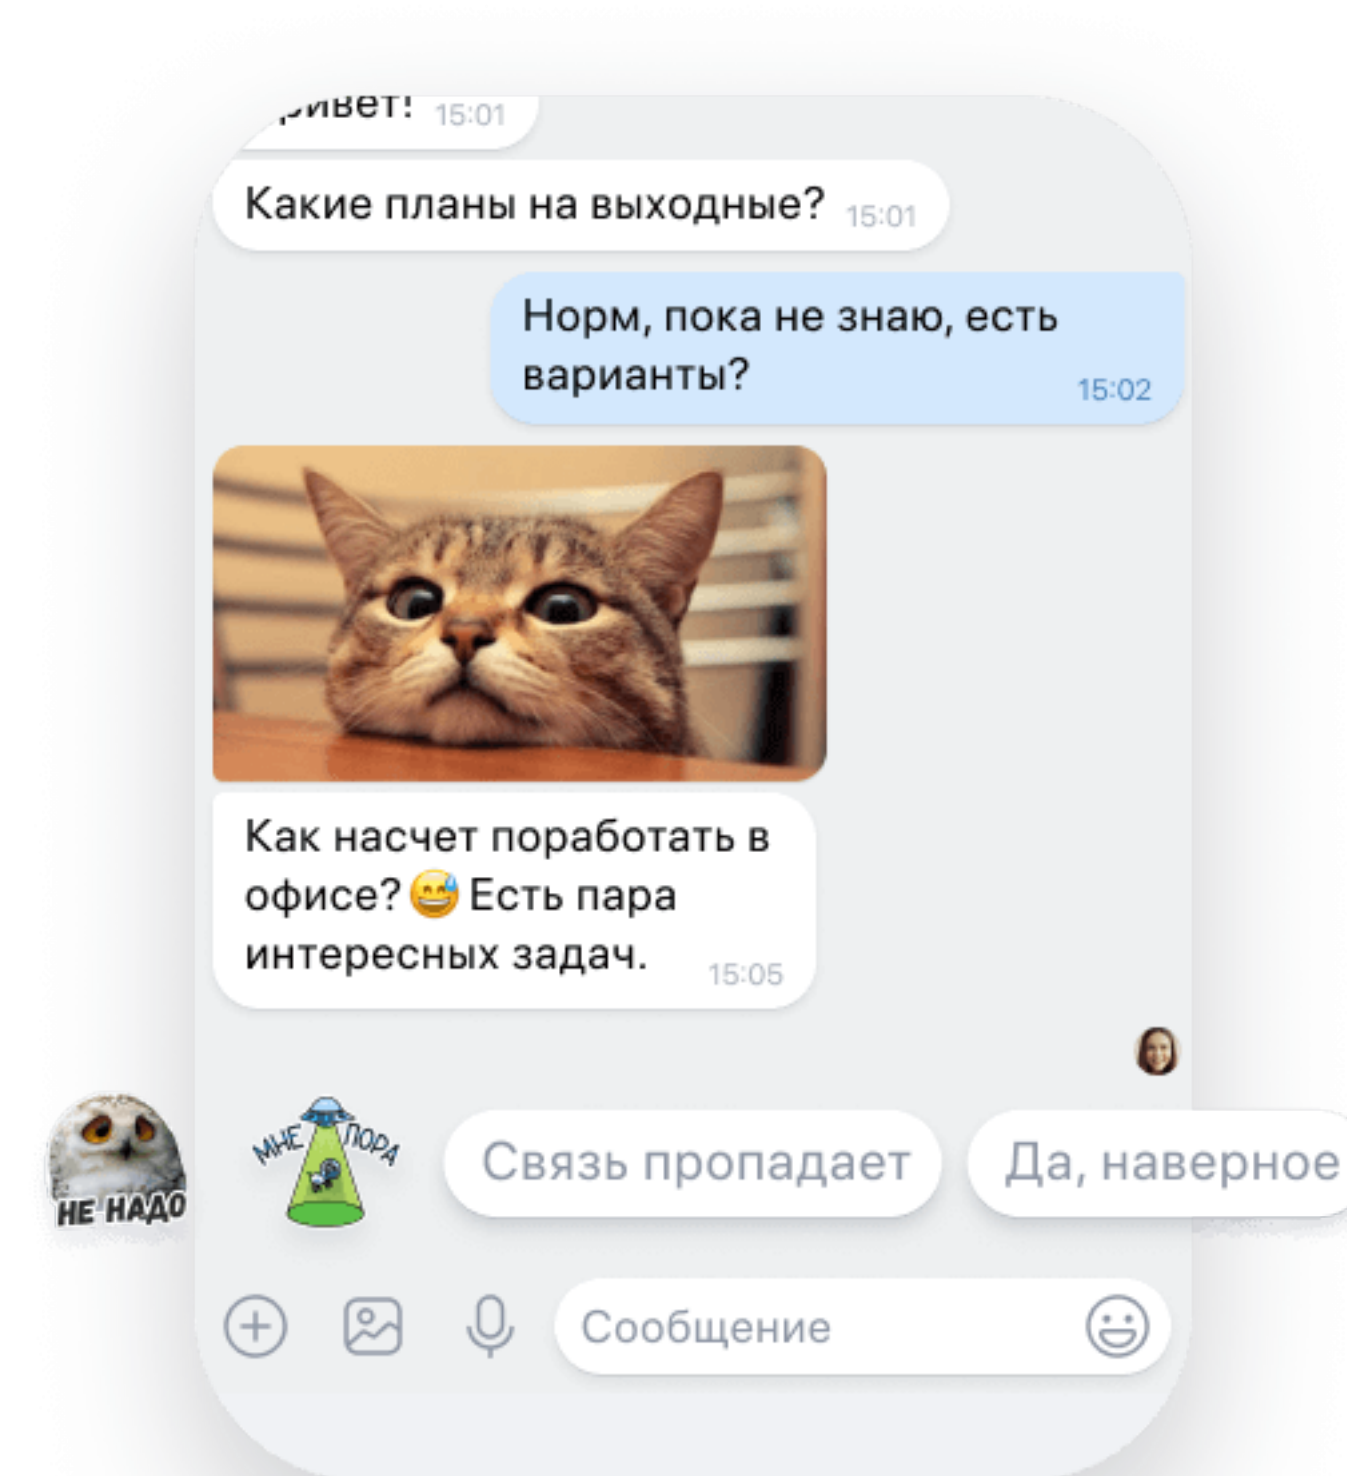 15:01
Какие планы на выходные? 15:01
Норм, пока не знаю, есть
варианты?
15:02
Как насчет поработать в
офисе? 😅 Есть пара
интересных задач.
15:05
НЕ НАДО
МНЕ ПОРА
Связь пропадает
Да, наверное
Сообщение